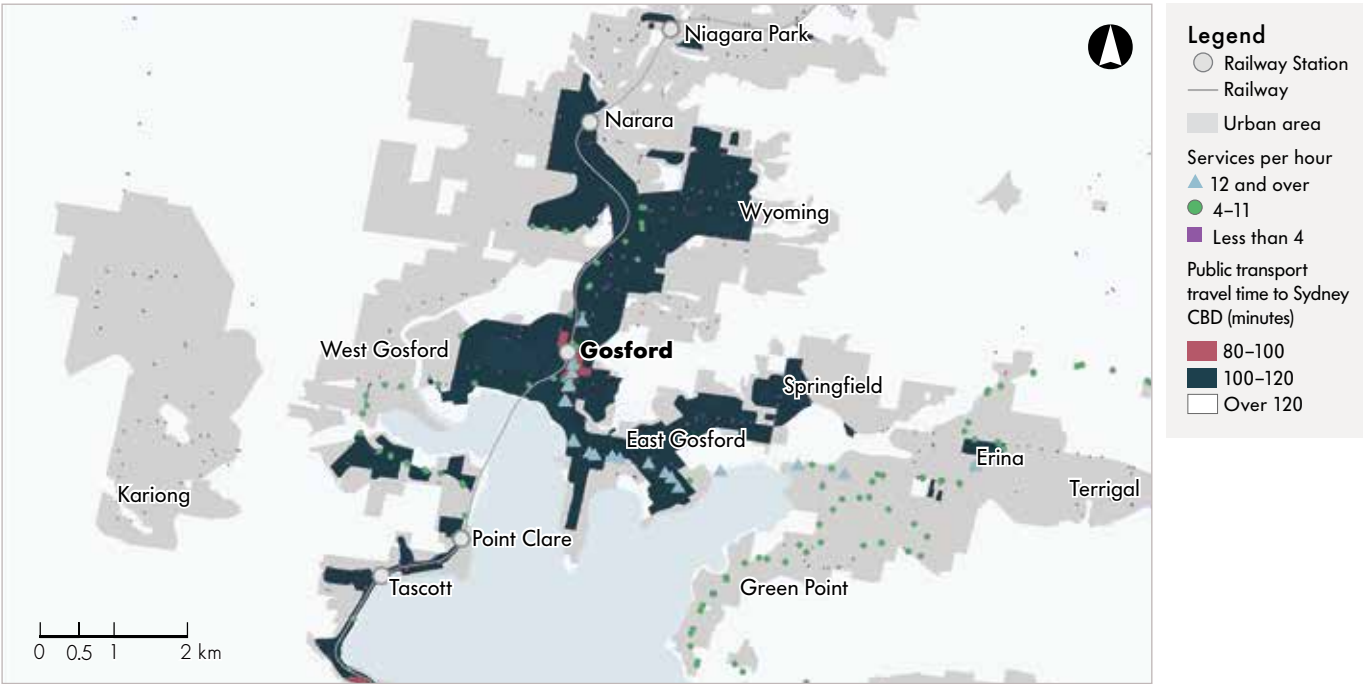 Niagara Park
Narara
Wyoming
West Gosford
Gosford
Springfield
East Gosford
Erina
Kariong
Terrigal
Point Clare
Tascott
Green Point
0 0.5 1 2 km
Legend
Railway Station
Railway
Urban area
Services per hour
12 and over
4–11
Less than 4
Public transport
travel time to Sydney
CBD (minutes)
80–100
100–120
Over 120